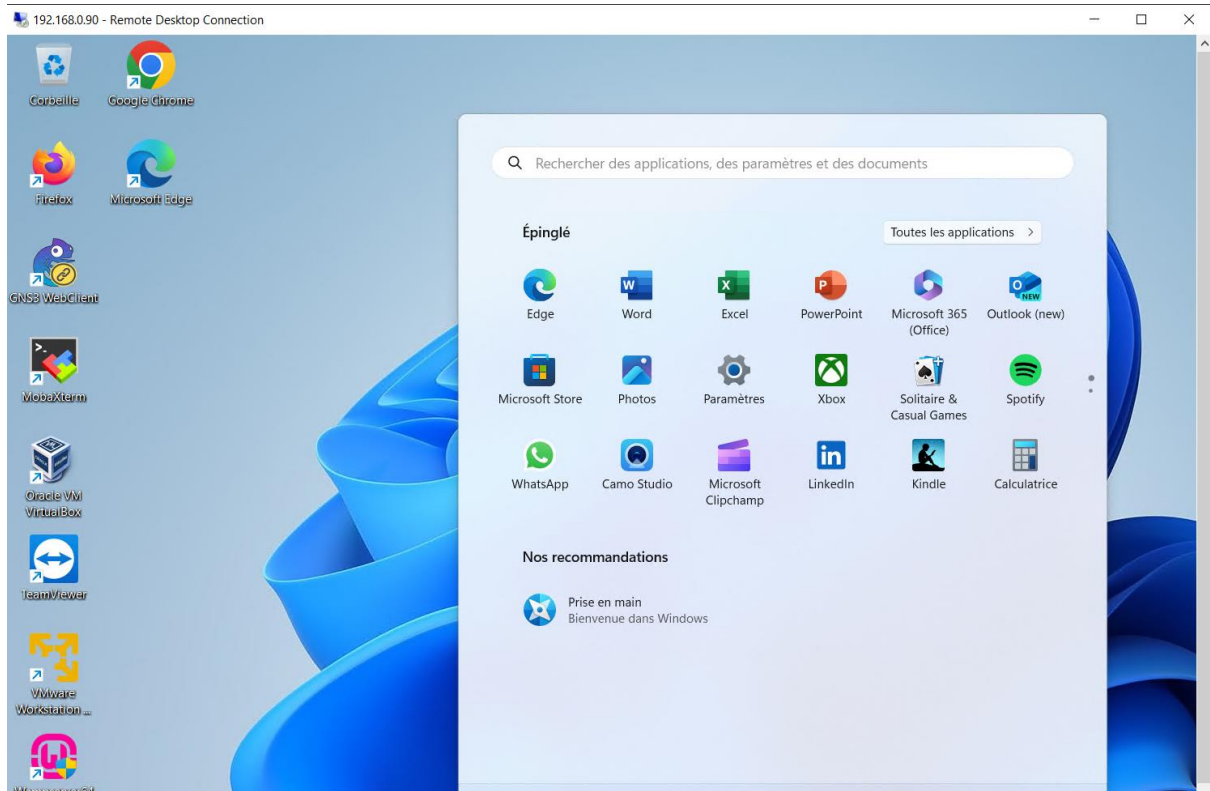 192.168.0.90 - Remote Desktop Connection
Corbeille
Google Chrome
Firefox
Microsoft Edge
GNS3 WebClient
MobaXterm
Oracle VM
VirtualBox
TeamViewer
VMware
Workstation ...
Rechercher des applications, des paramètres et des documents
Épinglé
Toutes les applications
Edge
Word
Excel
PowerPoint
Microsoft 365
(Office)
Outlook (new)
NEW
Microsoft Store
Photos
Paramètres
Xbox
Solitaire &
Casual Games
Spotify
WhatsApp
Camo Studio
Microsoft
Clipchamp
LinkedIn
Kindle
Calculatrice
Nos recommandations
Prise en main
Bienvenue dans Windows